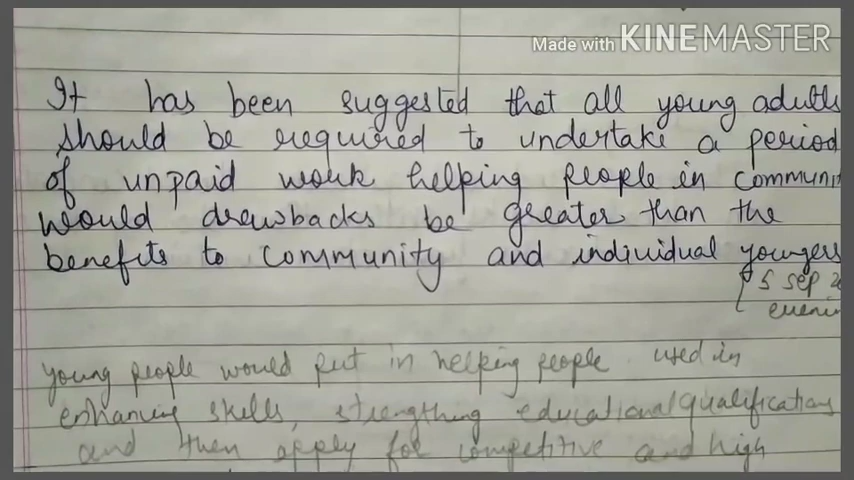 Made with KINEMASTER
It has been suggested that all young adults
should be required to undertake a period
of unpaid work helping people in communi
would drawbacks be greater than the
benefits to community and individual youngers
5 sep 2
evenin
young people would put in helping people used in
enhancing skills, strengthing educational qualifications
and then apply for competitive and high